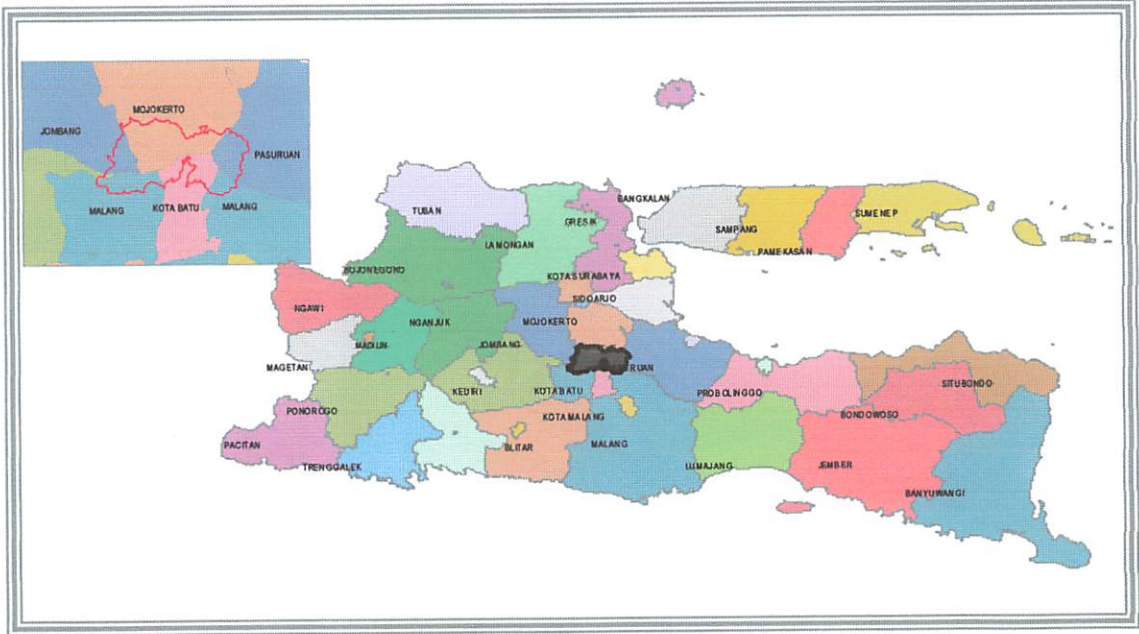 MOJOKERTO
JOMBANG
PASURUAN
MALANG
KOTA BATU
MALANG
BANGKALAN
TUBAN
GRESIK
SUMENEP
SAMPANG
LAMONGAN
PAMEKASAN
BOJONEGORO
KOTA SURABAYA
SIDOARJO
NGAWI
NGANJUK
MOJOKERTO
MADIUN
JOMBANG
MAGETAN
RUAN
KEDIRI
KOTA BATU
PROBOLINGGO
SITUBONDO
PONOROGO
KOTA MALANG
BONDOWOSO
PACITAN
BLITAR
MALANG
TRENGGALEK
LUMAJANG
JEMBER
BANYUWANGI